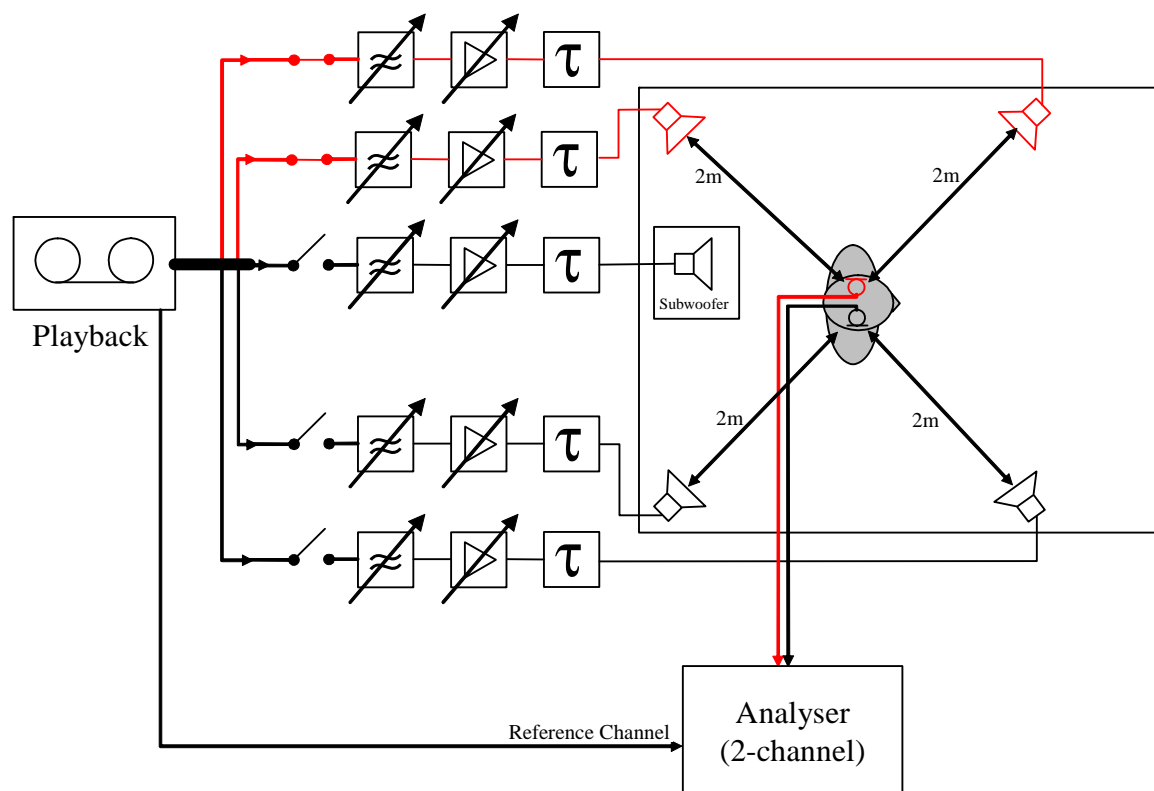 τ
τ
2m
2m
τ
Subwoofer
Playback
2m
2m
τ
τ
Analyser
Reference Channel
(2-channel)